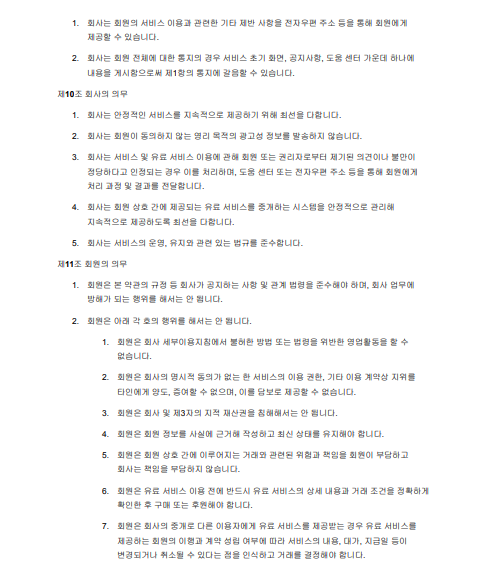 1. 회사는 회원의 서비스 이용과 관련한 기타 제반 사항을 전자우편 주소 등을 통해 회원에게
제공할 수 있습니다.
2. 회사는 회원 전체에 대한 통지의 경우 서비스 초기 화면, 공지사항, 도움 센터 가운데 하나에
내용을 게시함으로써 제1항의 통지에 갈음할 수 있습니다.
제10조 회사의 의무
1. 회사는 안정적인 서비스를 지속적으로 제공하기 위해 최선을 다합니다.
2. 회사는 회원이 동의하지 않는 영리 목적의 광고성 정보를 발송하지 않습니다.
3. 회사는 서비스 및 유료 서비스 이용에 관해 회원 또는 권리자로부터 제기된 의견이나 불만이
정당하다고 인정되는 경우 이를 처리하며, 도움 센터 또는 전자우편 주소 등을 통해 회원에게
처리 과정 및 결과를 전달합니다.
4. 회사는 회원 상호 간에 제공되는 유료 서비스를 중개하는 시스템을 안정적으로 관리해
지속적으로 제공하도록 최선을 다합니다.
5. 회사는 서비스의 운영, 유지와 관련 있는 법규를 준수합니다.
제11조 회원의 의무
1. 회원은 본 약관의 규정 등 회사가 공지하는 사항 및 관계 법령을 준수해야 하며, 회사 업무에
방해가 되는 행위를 해서는 안 됩니다.
2. 회원은 아래 각 호의 행위를 해서는 안 됩니다.
1. 회원은 회사 세부이용지침에서 불허한 방법 또는 법령을 위반한 영업활동을 할 수
없습니다.
2. 회원은 회사의 명시적 동의가 없는 한 서비스의 이용 권한, 기타 이용 계약상 지위를
타인에게 양도, 증여할 수 없으며, 이를 담보로 제공할 수 없습니다.
3. 회원은 회사 및 제3자의 지적 재산권을 침해해서는 안 됩니다.
4. 회원은 회원 정보를 사실에 근거해 작성하고 최신 상태를 유지해야 합니다.
5. 회원은 회원 상호 간에 이루어지는 거래와 관련된 위험과 책임을 회원이 부담하고
회사는 책임을 부담하지 않습니다.
6. 회원은 유료 서비스 이용 전에 반드시 유료 서비스의 상세 내용과 거래 조건을 정확하게
확인한 후 구매 또는 후원해야 합니다.
7. 회원은 회사의 중개로 다른 이용자에게 유료 서비스를 제공받는 경우 유료 서비스를
제공하는 회원의 이행과 계약 성립 여부에 따라 서비스의 내용, 대가, 지급일 등이
변경되거나 취소될 수 있다는 점을 인식하고 거래를 결정해야 합니다.